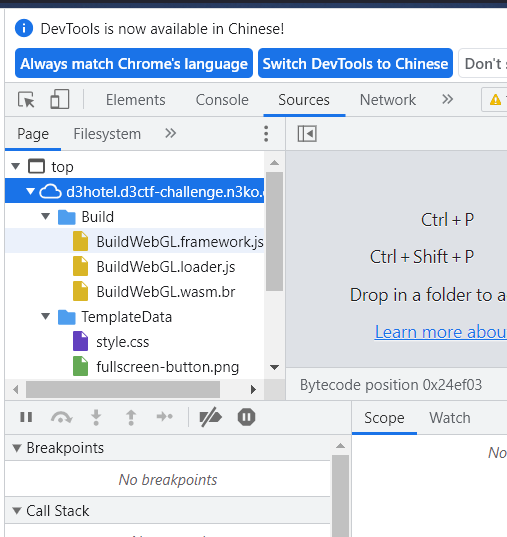 DevTools is now available in Chinese!
Always match Chrome's language Switch DevTools to Chinese Don't s
Elements Console Sources Network
Page Filesystem
top
d3hotel.d3ctf-challenge.n3ko.
Build
Ctrl + P
BuildWebGL.framework.js
Ctrl + Shift + P
BuildWebGL.loader.js
BuildWebGL.wasm.br
Drop in a folder to a
TemplateData
Learn more abou
style.css
fullscreen-button.png
Bytecode position 0x24ef03
Scope Watch
Breakpoints
No breakpoints
No
Call Stack